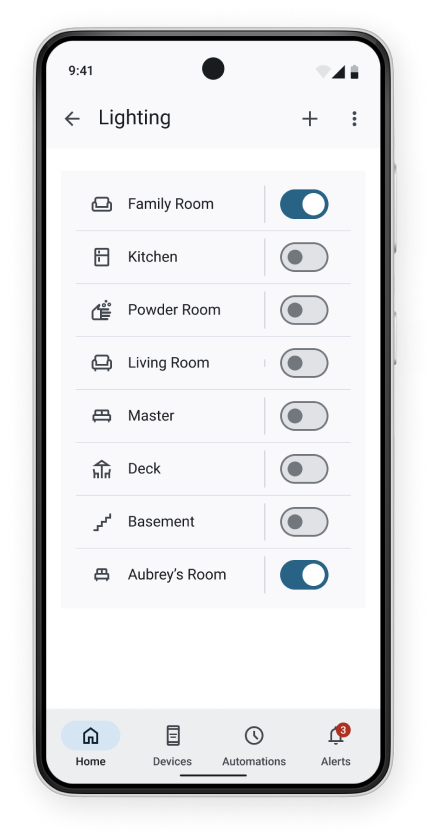 9:41
Lighting
Family Room
Kitchen
Powder Room
Living Room
Master
Deck
Basement
Aubrey’s Room
3
Home Devices Automations Alerts